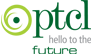 ptcl
hello to the
future